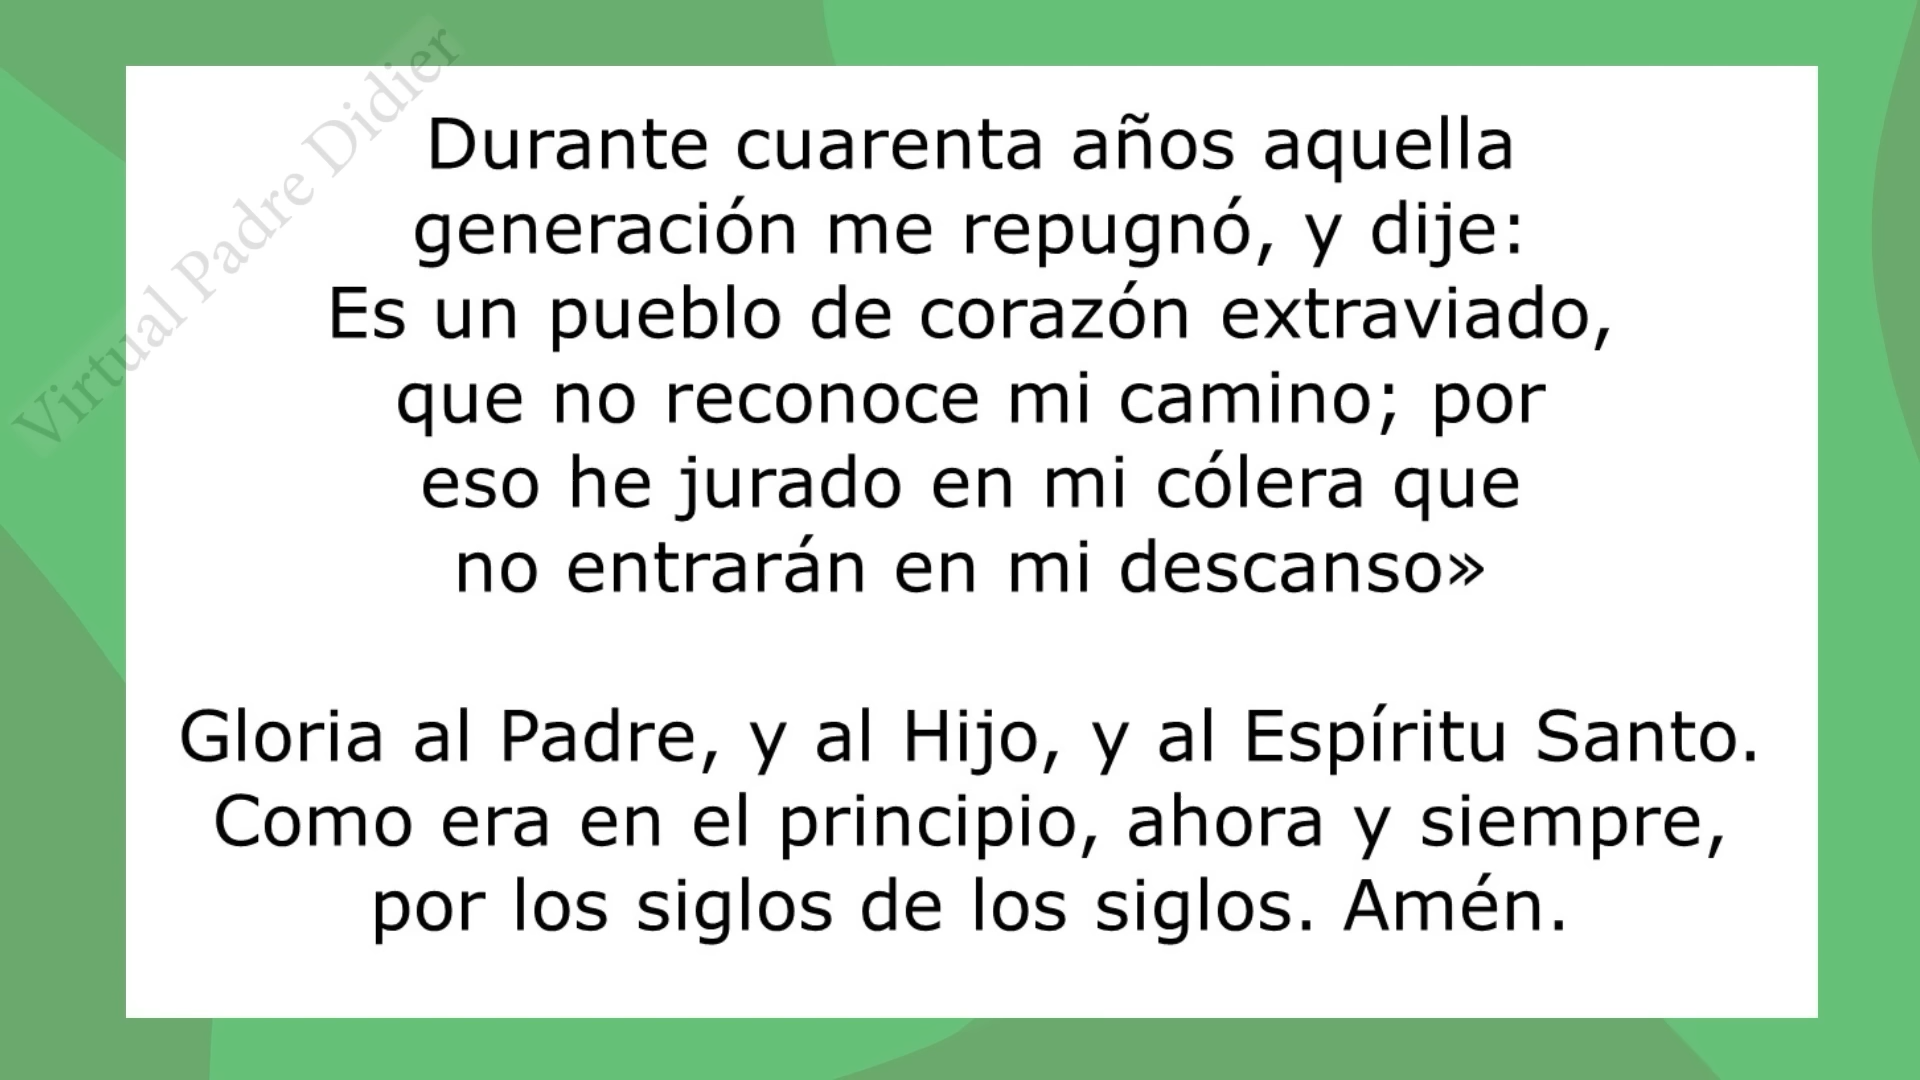 Virtual Padre Didier
Durante cuarenta años aquella
generación me repugnó, y dije:
Es un pueblo de corazón extraviado,
que no reconoce mi camino; por
eso he jurado en mi cólera que
no entrarán en mi descanso»
Gloria al Padre, y al Hijo, y al Espíritu Santo.
Como era en el principio, ahora y siempre,
por los siglos de los siglos. Amén.